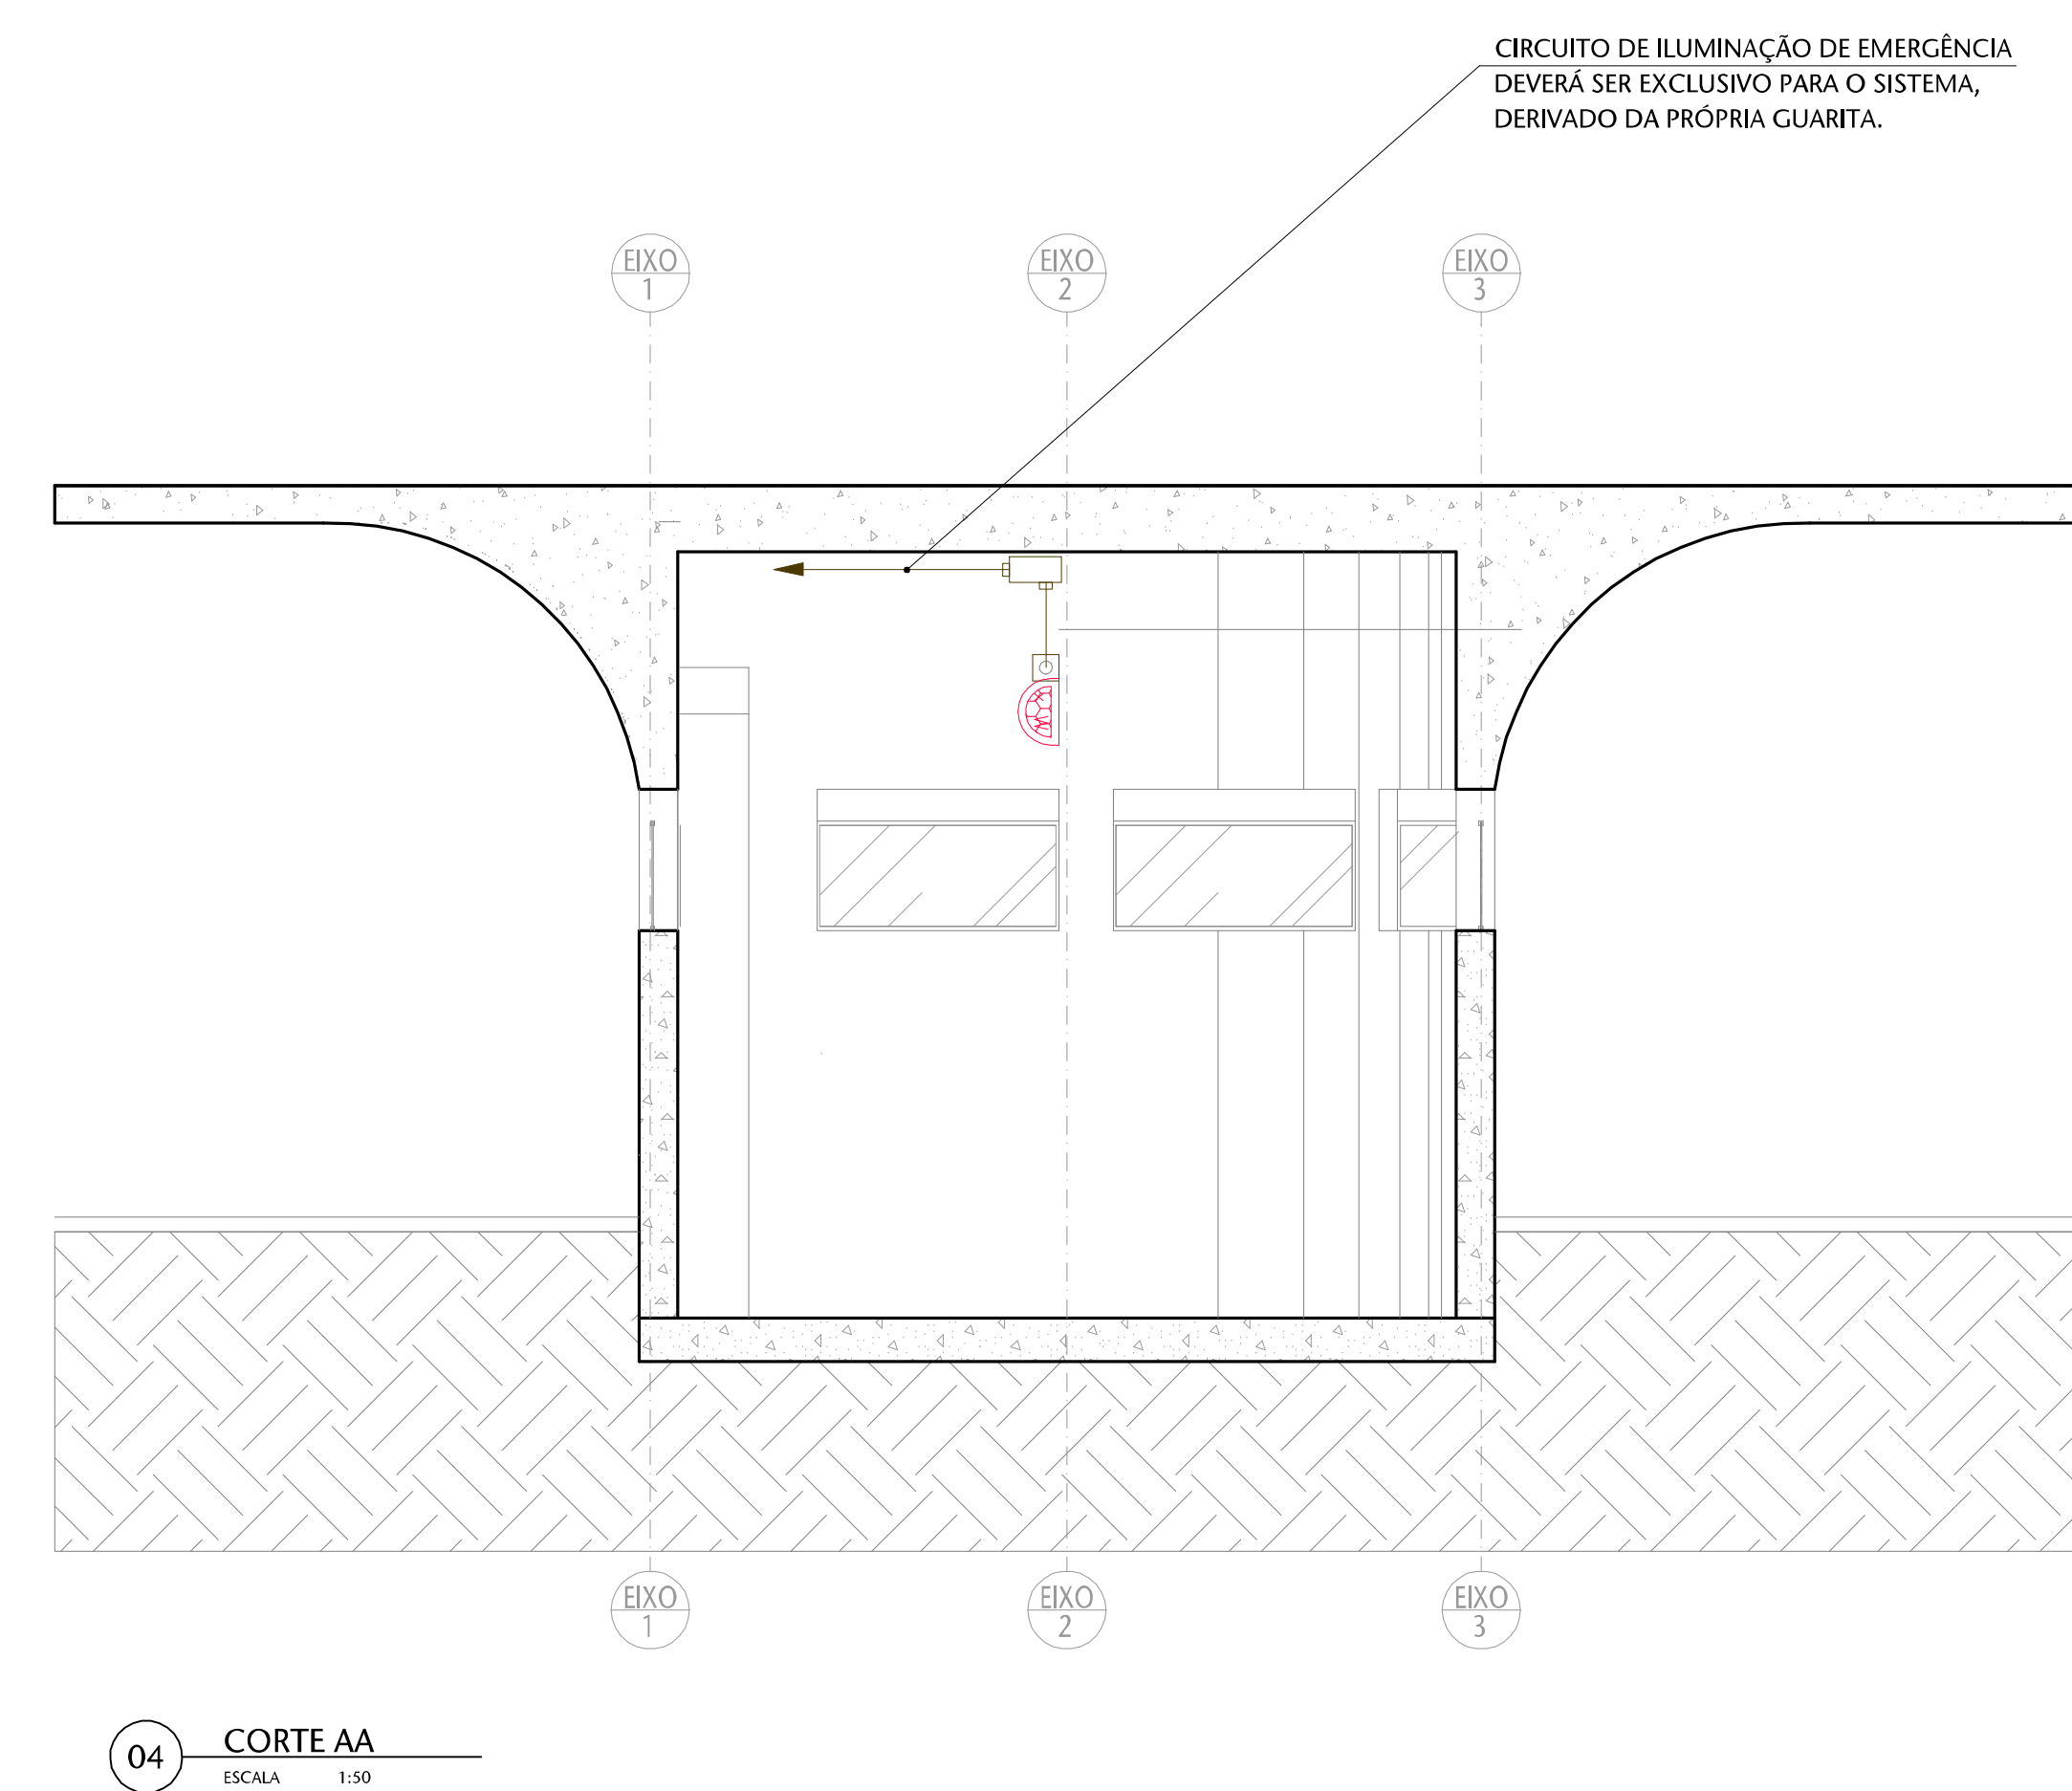 CIRCUITO DE ILUMINAÇÃO DE EMERGÊNCIA
DEVERÁ SER EXCLUSIVO PARA O SISTEMA,
DERIVADO DA PRÓPRIA GUARITA.
EIXO
1
EIXO
2
EIXO
3
EIXO
1
EIXO
2
EIXO
3
04
CORTE AA
ESCALA 1:50